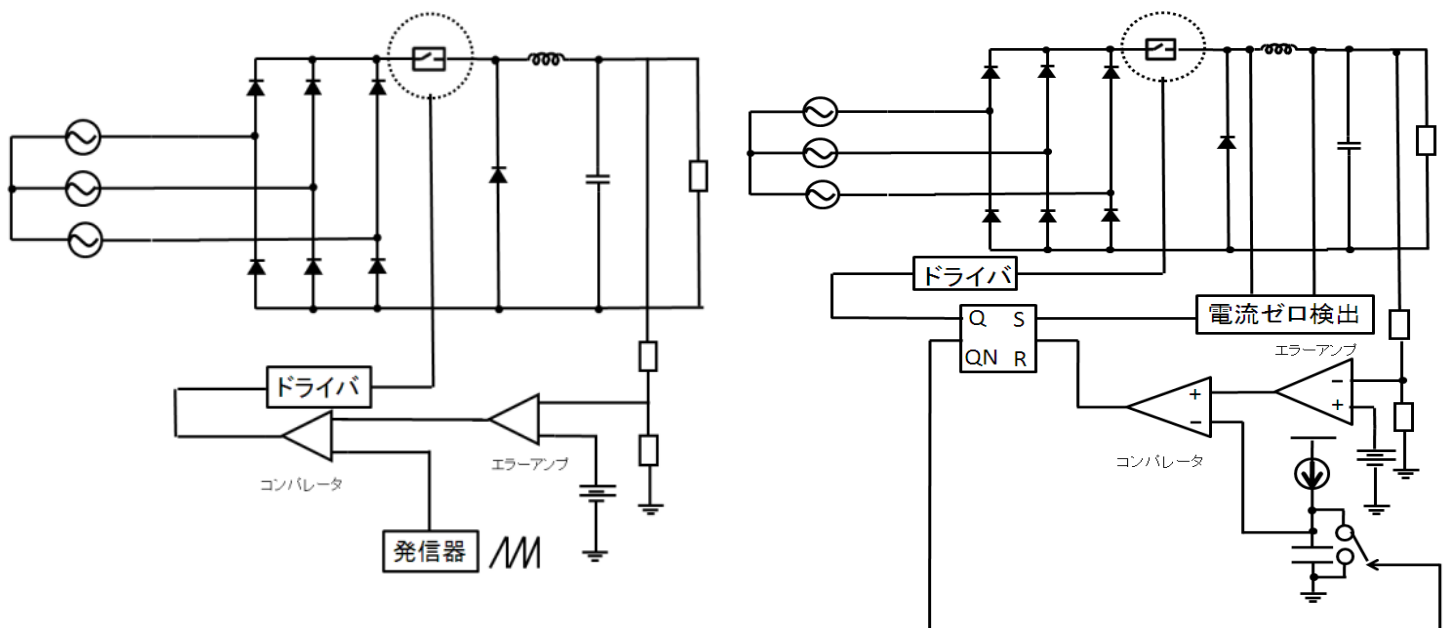 ドライバ
エラーアンプ
コンパレータ
発信器
ドライバ
Q S
QN R
電流ゼロ検出
エラーアンプ
−
+
+
−
コンパレータ